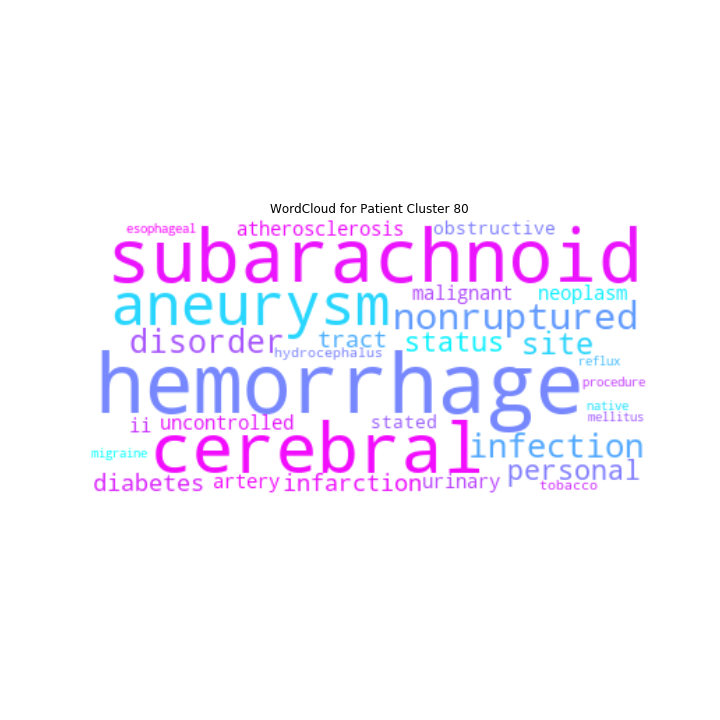 WordCloud for Patient Cluster 80
esophageal atherosclerosis obstructive
subarachnoid
aneurysm malignant neoplasm
nonruptured
disorder tract status site
hydrocephalus reflux
hemorrhage procedure
native
ii uncontrolled stated mellitus
migraine cerebral infection
personal
diabetes artery infarction urinary tobacco